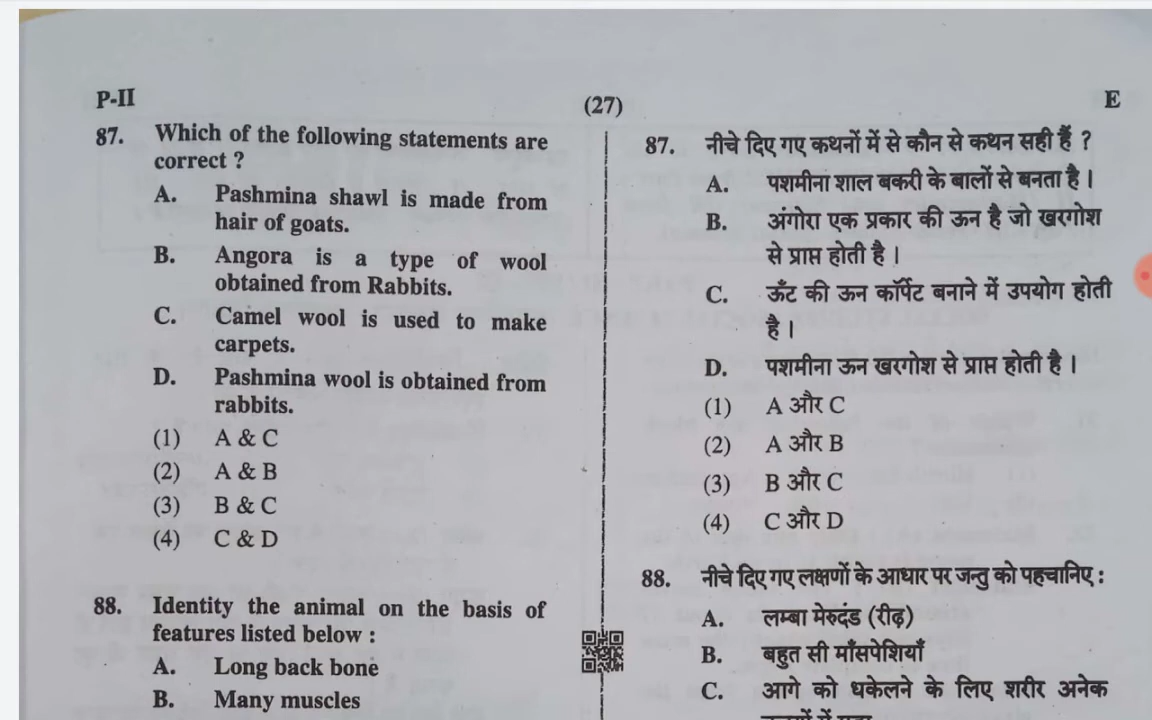 P-II
(27)
E
87. Which of the following statements are
correct ?
A. Pashmina shawl is made from
hair of goats.
B. Angora is a type of wool
obtained from Rabbits.
C. Camel wool is used to make
carpets.
D. Pashmina wool is obtained from
rabbits.
(1) A & C
(2) A & B
(3) B & C
(4) C & D
88. Identity the animal on the basis of
features listed below :
A. Long back bone
B. Many muscles
87. नीचे दिए गए कथनों में से कौन से कथन सही हैं ?
A. पशमीना शाल बकरी के बालों से बनता है।
B. अंगोरा एक प्रकार की ऊन है जो खरगोश
से प्राप्त होती है।
C. ऊँट की ऊन कॉर्पेट बनाने में उपयोग होती
है।
D. पशमीना ऊन खरगोश से प्राप्त होती है।
(1) A और C
(2) A और B
(3) B और C
(4) C और D
88. नीचे दिए गए लक्षणों के आधार पर जन्तु को पहचानिए :
A. लम्बा मेरुदंड (रीढ़)
B. बहुत सी माँसपेशियाँ
C. आगे को धकेलने के लिए शरीर अनेक